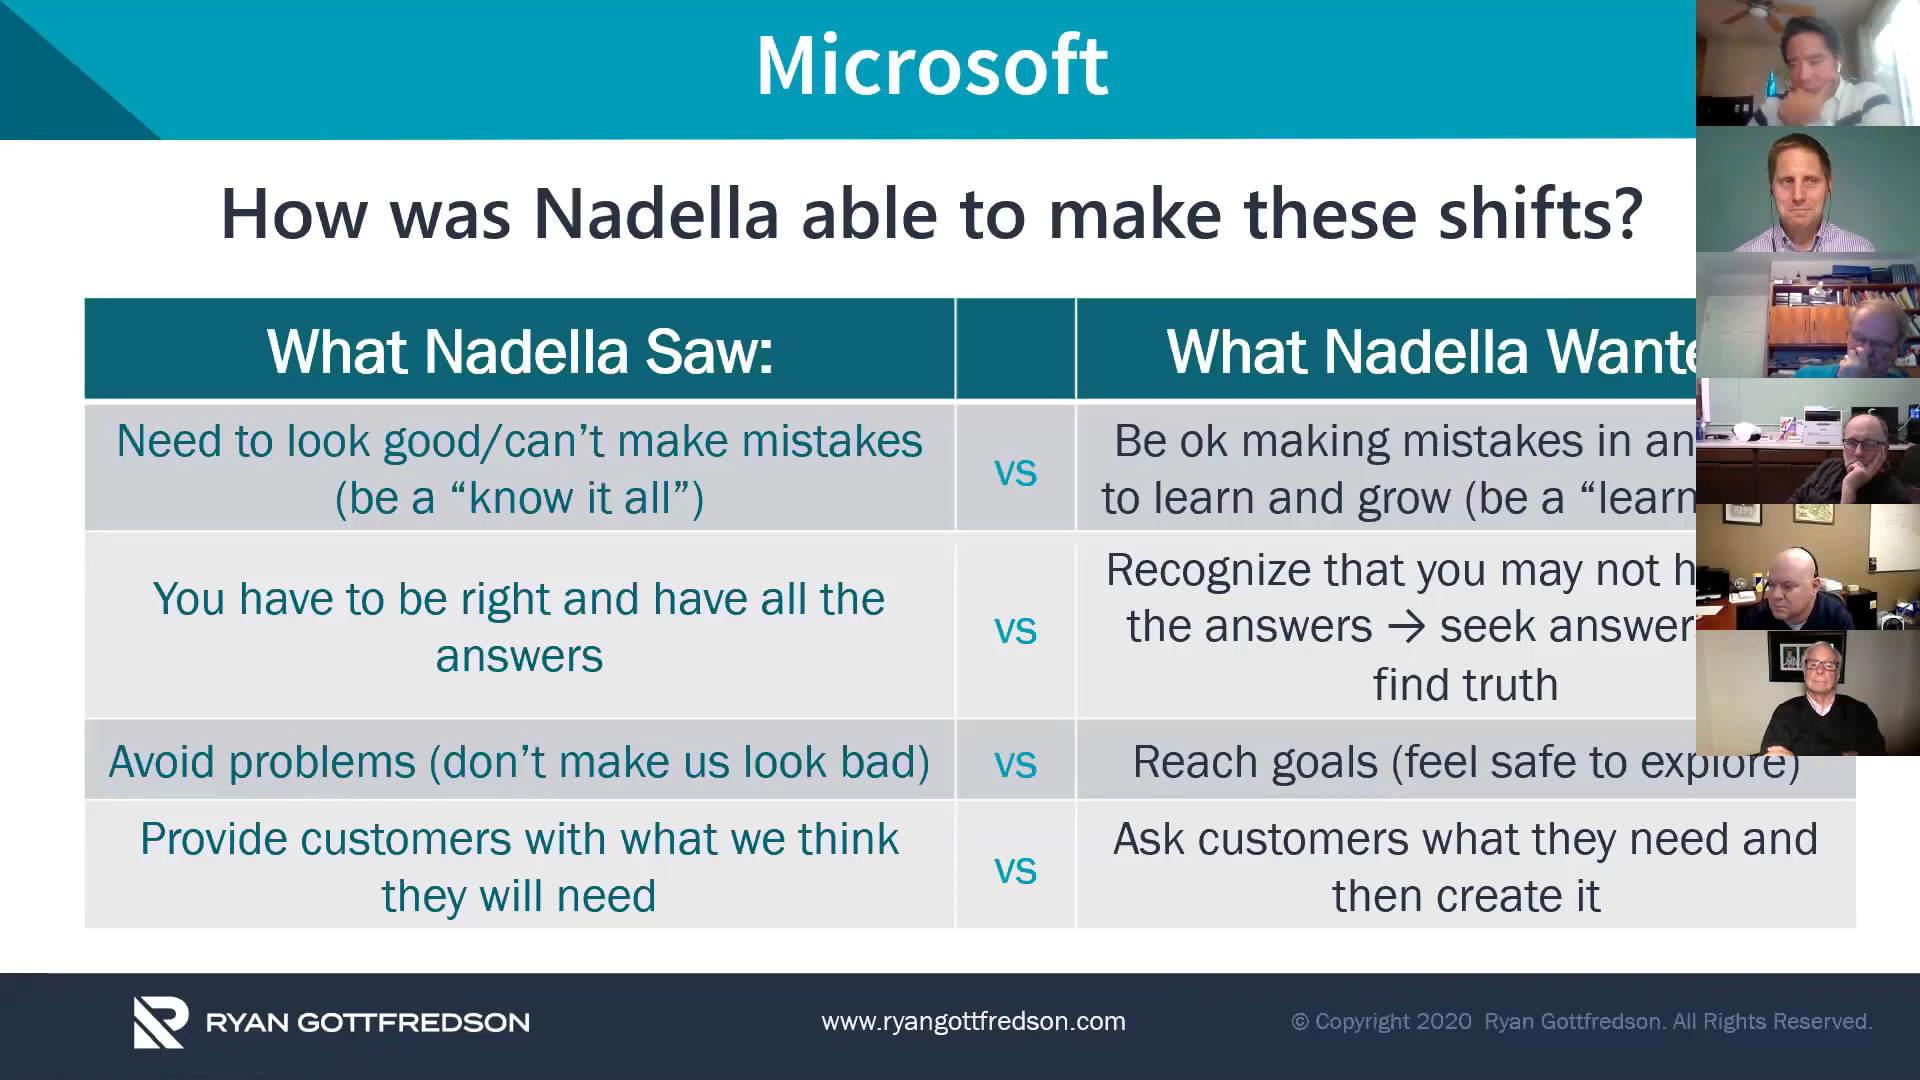 Microsoft
How was Nadella able to make these shifts?
What Nadella Saw:
What Nadella
Need to look good/can’t make mistakes
(be a “know it all”)
vs
Be ok making mistakes in
to learn and grow (be a
You have to be right and have all the
answers
vs
Recognize that you may not
the answers → seek
find truth
Avoid problems (don’t make us look bad)
vs
Reach goals (feel safe to explore)
Provide customers with what we think
they will need
vs
Ask customers what they need and
then create it
RYAN GOTTFREDSON
www.ryangottfredson.com
© Copyright 2020 Ryan Gottfredson. All Rights Reserved.